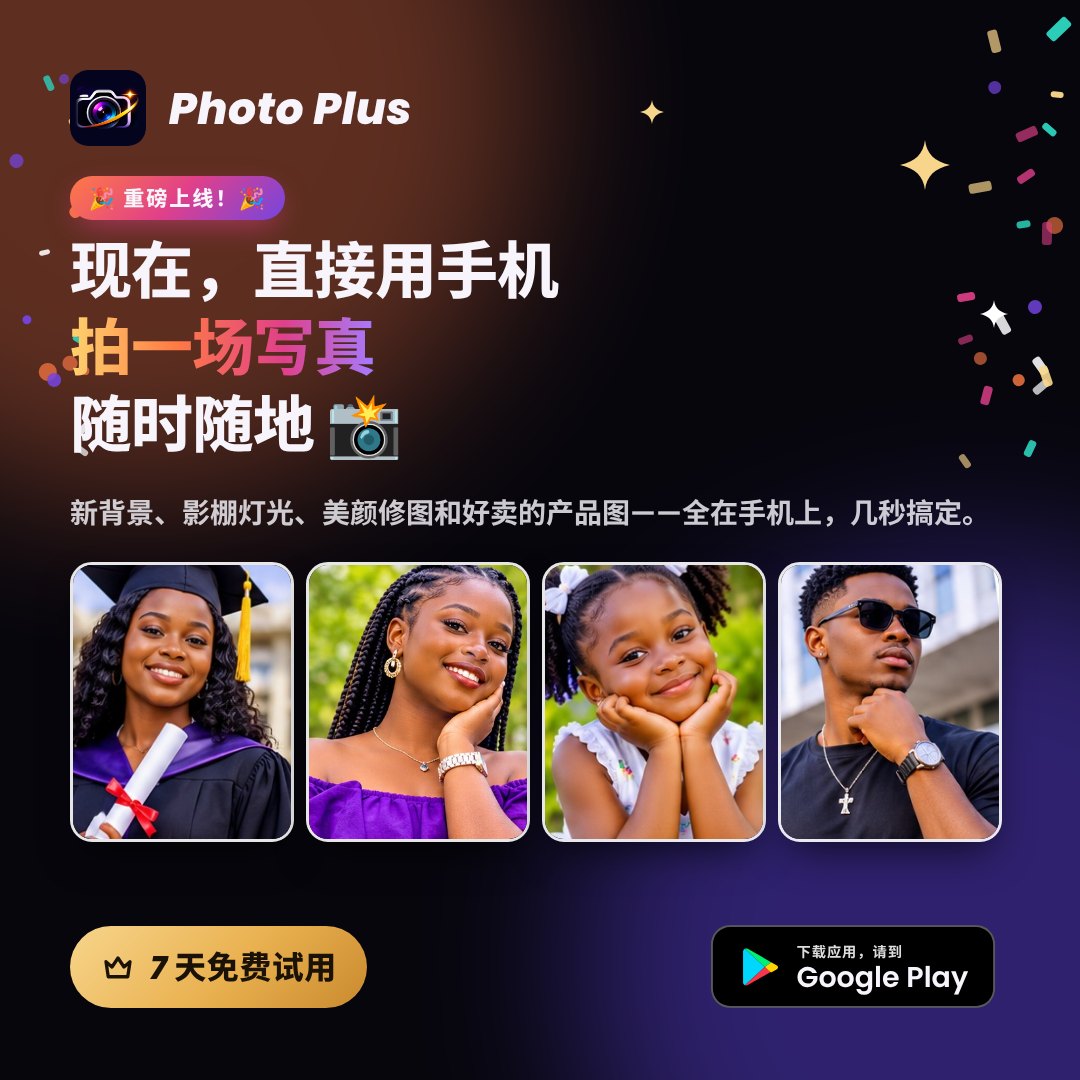 Photo Plus
🎉 重磅上线！🎉
现在，直接用手机
拍一场写真
随时随地 📸
新背景、影棚灯光、美颜修图和好卖的产品图——全在手机上，几秒搞定。
7 天免费试用
下载应用，请到
Google Play